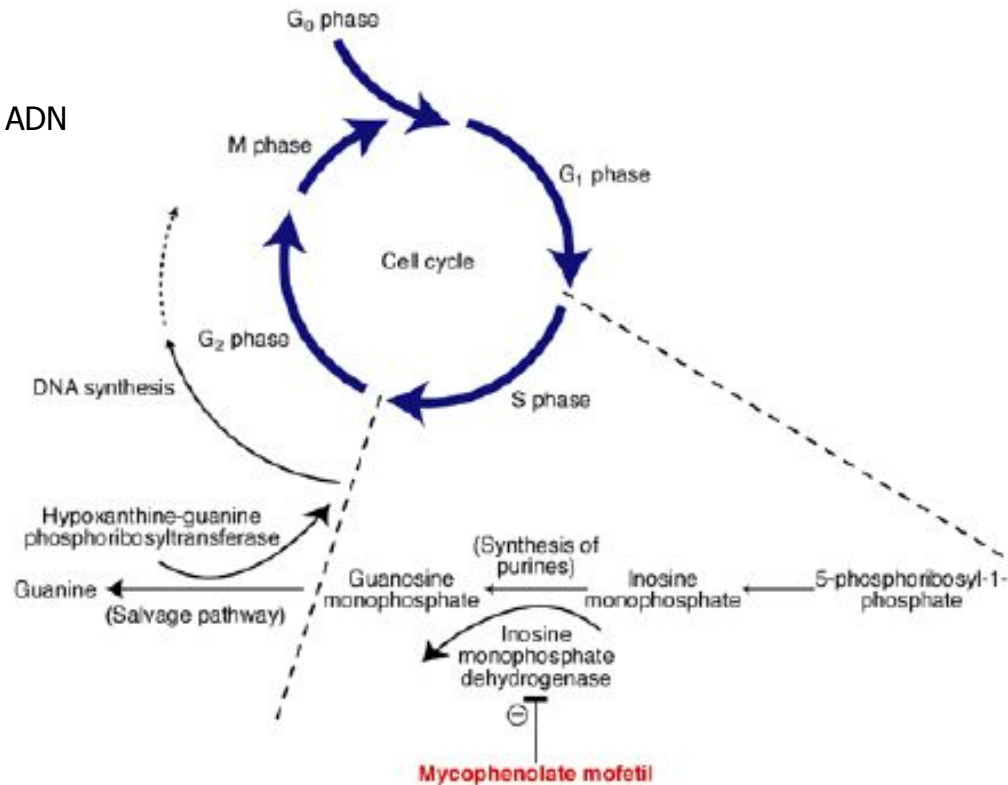 G₀ phase
ADN
M phase
G₁ phase
Cell cycle
G₂ phase
DNA synthesis
S phase
Hypoxanthine-guanine
phosphoribosyltransferase
(Synthesis of
purines)
Guanine
(Salvage pathway)
Guanosine
monophosphate
Inosine
monophosphate
5-phosphoribosyl-1-
phosphate
Inosine
monophosphate
dehydrogenase
⊖
Mycophenolate mofetil